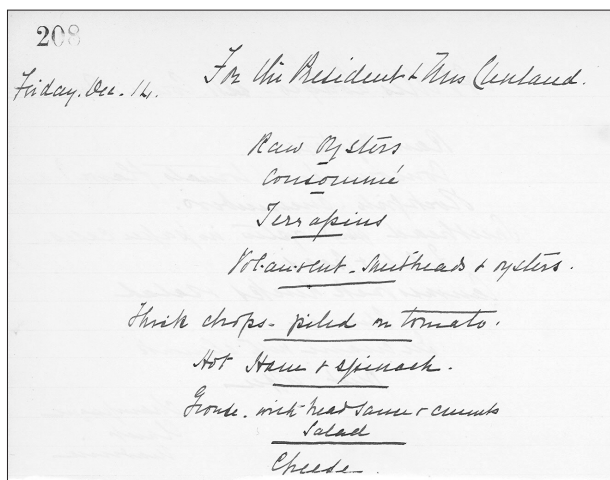 208
For the President & Mrs Cleveland.
Friday. Dec. 14.
Raw Oysters
Consommé
Terrapins
Vol-au-vent - Sweetbreads & oysters.
Thick chops - piled on tomato.
Hot Ham & spinach.
Grouse. with bread sauce & currants
Salad
Cheese.